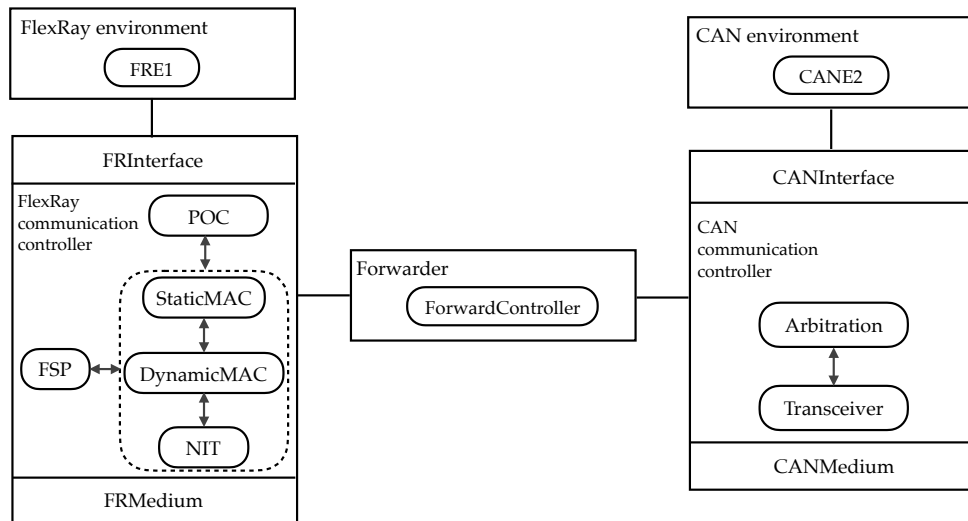 FlexRay environment
FRE1
FRInterface
FlexRay
communication
controller
POC
StaticMAC
FSP
DynamicMAC
NIT
FRMedium
Forwarder
ForwardController
CAN environment
CANE2
CANInterface
CAN
communication
controller
Arbitration
Transceiver
CANMedium